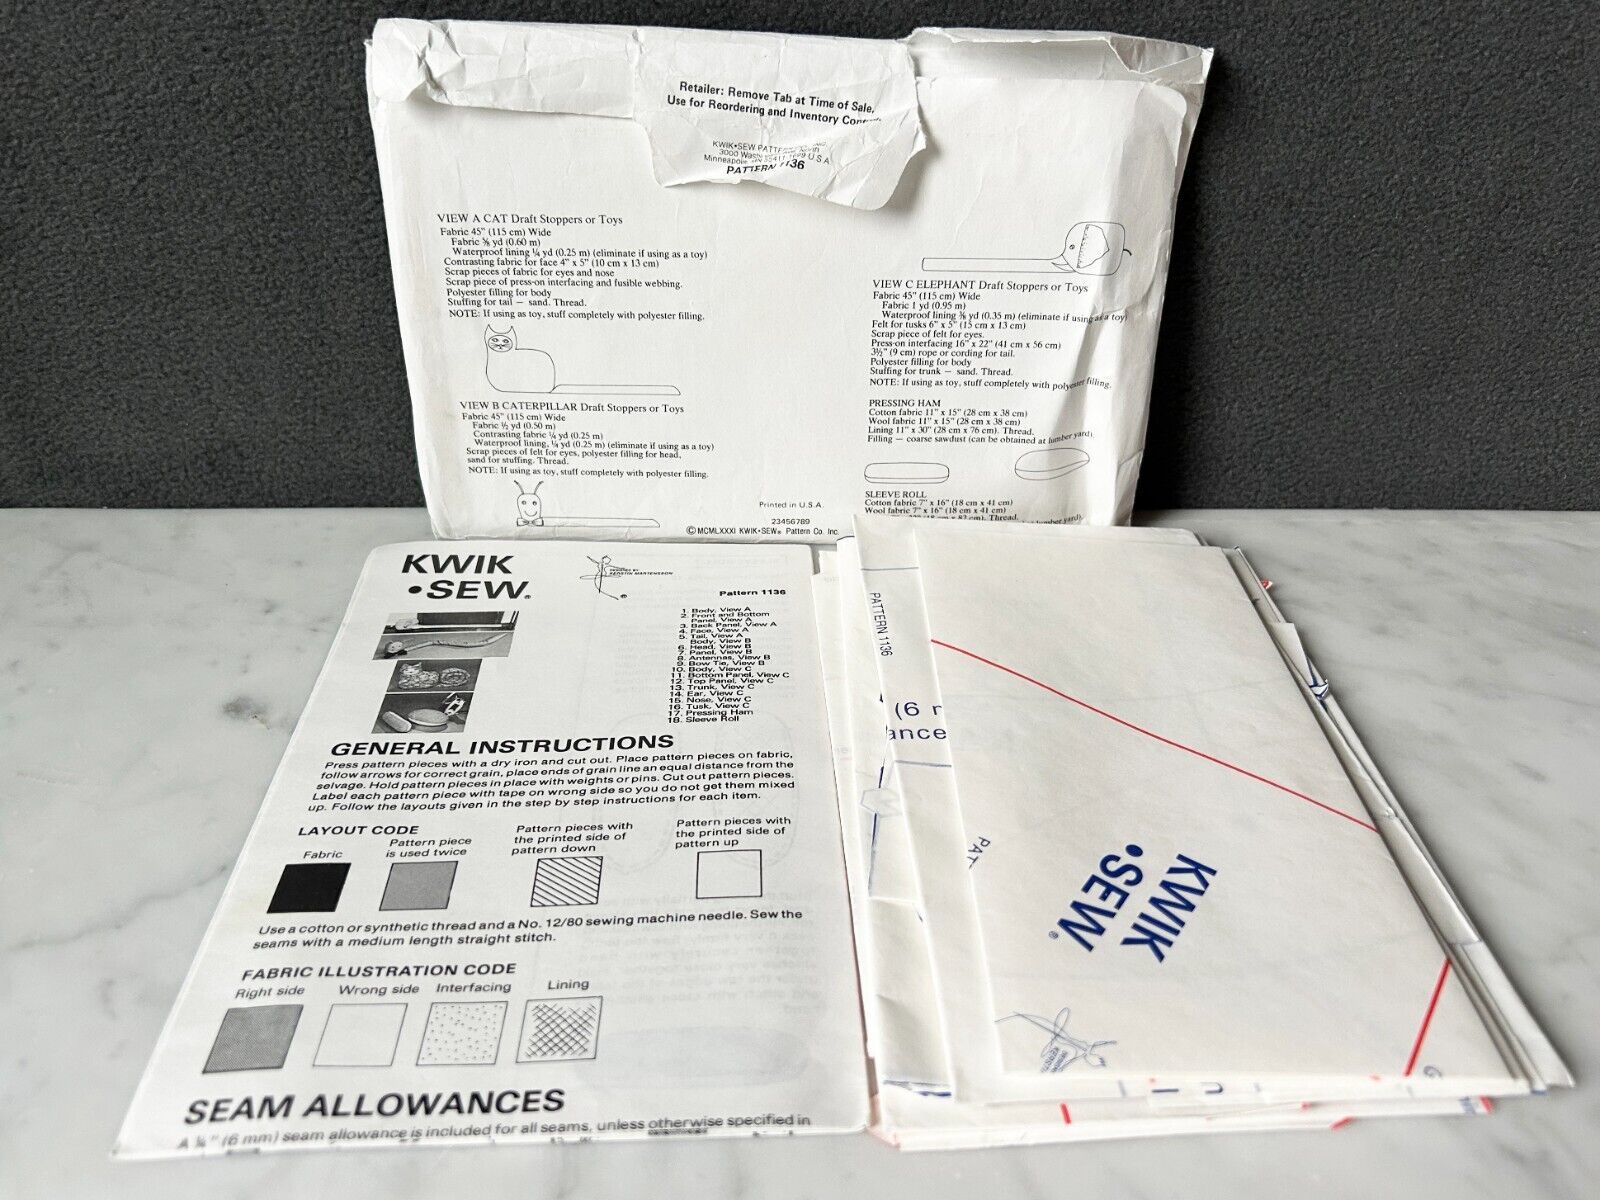 Retailer: Remove Tab at Time of Sale,
Use for Reordering and Inventory
KWIK•SEW
3000
Minneapolis U S A
PATTERN 1136
VIEW A CAT Draft Stoppers or Toys
Fabric 45" (115 cm) Wide
Fabric ⅝ yd (0.60 m)
Waterproof lining ¼ yd (0.25 m) (eliminate if using as a toy)
Contrasting fabric for face 4" x 5" (10 cm x 13 cm)
Scrap pieces of fabric for eyes and nose
Scrap piece of press-on interfacing and fusible webbing.
Polyester filling for body
Stuffing for tail — sand. Thread.
NOTE: If using as toy, stuff completely with polyester filling.
VIEW B CATERPILLAR Draft Stoppers or Toys
Fabric 45" (115 cm) Wide
Fabric ½ yd (0.50 m)
Contrasting fabric ¼ yd (0.25 m)
Waterproof lining, ¼ yd (0.25 m) (eliminate if using as a toy)
Scrap pieces of felt for eyes, polyester filling for head,
sand for stuffing. Thread.
NOTE: If using as toy, stuff completely with polyester filling.
VIEW C ELEPHANT Draft Stoppers or Toys
Fabric 45" (115 cm) Wide
Fabric 1 yd (0.95 m)
Waterproof lining ⅜ yd (0.35 m) (eliminate if using as a toy)
Felt for tusks 6" x 5" (15 cm x 13 cm)
Scrap piece of felt for eyes.
Press-on interfacing 16" x 22" (41 cm x 56 cm)
3½" (9 cm) rope or cording for tail.
Polyester filling for body
Stuffing for trunk — sand. Thread.
NOTE: If using as toy, stuff completely with polyester filling.
PRESSING HAM
Cotton fabric 11" x 15" (28 cm x 38 cm)
Wool fabric 11" x 15" (28 cm x 38 cm)
Lining 11" x 30" (28 cm x 76 cm). Thread.
Filling — coarse sawdust (can be obtained at lumber yard).
SLEEVE ROLL
Cotton fabric 7" x 16" (18 cm x 41 cm)
Wool fabric 7" x 16" (18 cm x 41 cm)
Thread.
Printed in U.S.A.
23456789
©MCMLXXXI KWIK•SEW® Pattern Co. Inc.
KWIK
•SEW®
DESIGNED BY
KERSTIN MARTENSSON
Pattern 1136
1. Body, View A
2. Front and Bottom
Panel, View A
3. Back Panel, View A
4. Face, View A
5. Tail, View A
Body, View B
6. Head, View B
7. Panel, View B
8. Antennas, View B
9. Bow Tie, View B
10. Body, View C
11. Bottom Panel, View C
12. Top Panel, View C
13. Trunk, View C
14. Ear, View C
15. Nose, View C
16. Tusk, View C
17. Pressing Ham
18. Sleeve Roll
GENERAL INSTRUCTIONS
Press pattern pieces with a dry iron and cut out. Place pattern pieces on fabric,
follow arrows for correct grain, place ends of grain line an equal distance from the
selvage. Hold pattern pieces in place with weights or pins. Cut out pattern pieces.
Label each pattern piece with tape on wrong side so you do not get them mixed
up. Follow the layouts given in the step by step instructions for each item.
LAYOUT CODE
Fabric
Pattern piece
is used twice
Pattern pieces with
the printed side of
pattern down
Pattern pieces with
the printed side of
pattern up
Use a cotton or synthetic thread and a No. 12/80 sewing machine needle. Sew the
seams with a medium length straight stitch.
FABRIC ILLUSTRATION CODE
Right side
Wrong side
Interfacing
Lining
SEAM ALLOWANCES
A ¼" (6 mm) seam allowance is included for all seams, unless otherwise specified in
PATTERN 1136
(6
ance
PAT
KWIK
•SEW®